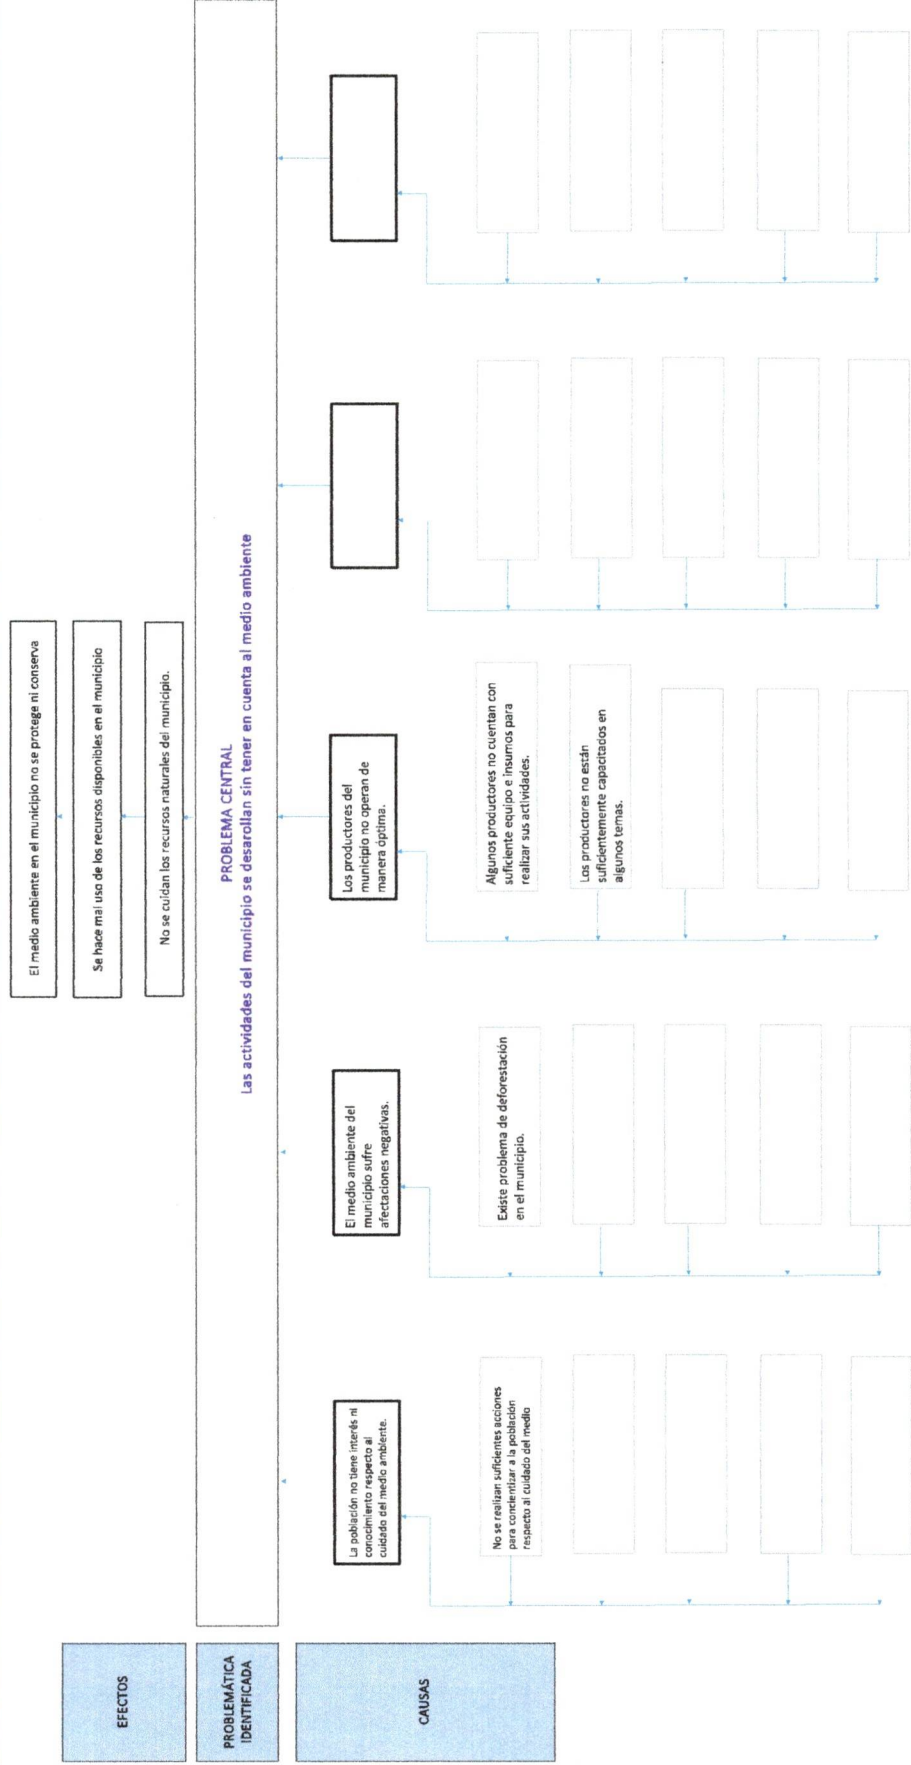 EFECTOS
El medio ambiente en el municipio no se protege ni conserva
Se hace mal uso de los recursos disponibles en el municipio
No se cuidan los recursos naturales del municipio.
PROBLEMÁTICA
IDENTIFICADA
PROBLEMA CENTRAL
Las actividades del municipio se desarollan sin tener en cuenta al medio ambiente
CAUSAS
La población no tiene interés ni
conocimiento respecto al
cuidado del medio ambiente.
El medio ambiente del
municipio sufre
afectaciones negativas.
Los productores del
municipio no operan de
manera óptima.
No se realizan suficientes acciones
para concientizar a la población
respecto al cuidado del medio
Existe problema de deforestación
en el municipio.
Algunos productores no cuentan con
suficiente equipo e insumos para
realizar sus actividades.
Los productores no están
suficientemente capacitados en
algunos temas.